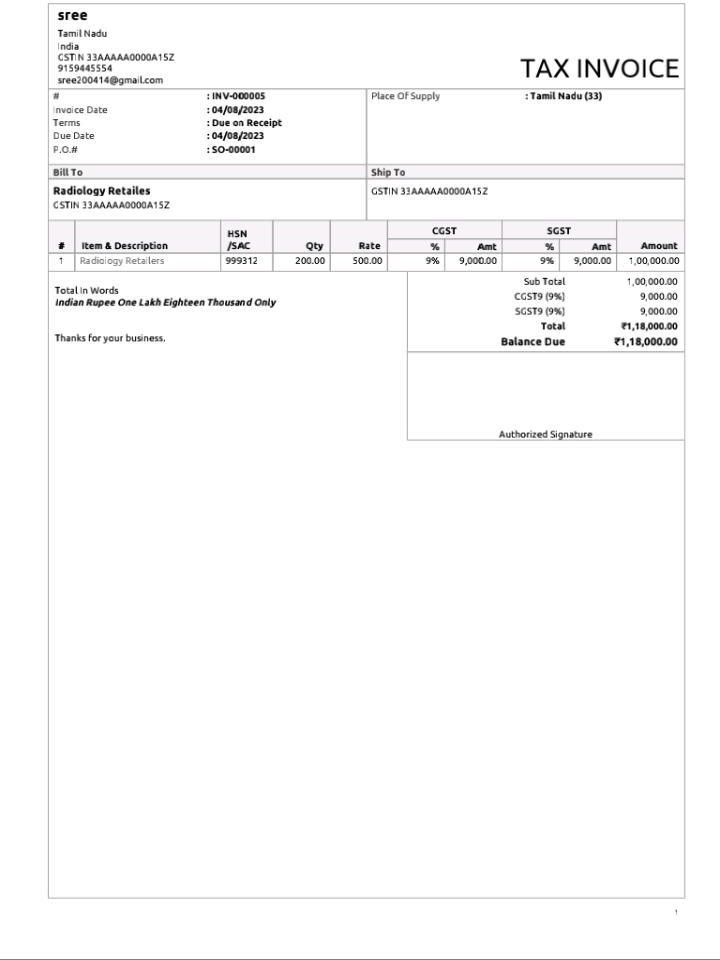 sree
Tamil Nadu
India
GSTIN 33AAAAA0000A15Z
9159445554
sree200414@gmail.com
TAX INVOICE
# : INV-000005
Invoice Date : 04/08/2023
Terms : Due on Receipt
Due Date : 04/08/2023
P.O.# : SO-00001
Place Of Supply : Tamil Nadu (33)
Bill To
Radiology Retailes
GSTIN 33AAAAA0000A15Z
Ship To
GSTIN 33AAAAA0000A15Z
# Item & Description HSN /SAC Qty Rate CGST % Amt SGST % Amt Amount
1 Radiology Retailers 999312 200.00 500.00 9% 9,000.00 9% 9,000.00 1,00,000.00
Total In Words
Indian Rupee One Lakh Eighteen Thousand Only
Thanks for your business.
Sub Total 1,00,000.00
CGST9 (9%) 9,000.00
SGST9 (9%) 9,000.00
Total ₹1,18,000.00
Balance Due ₹1,18,000.00
Authorized Signature
1